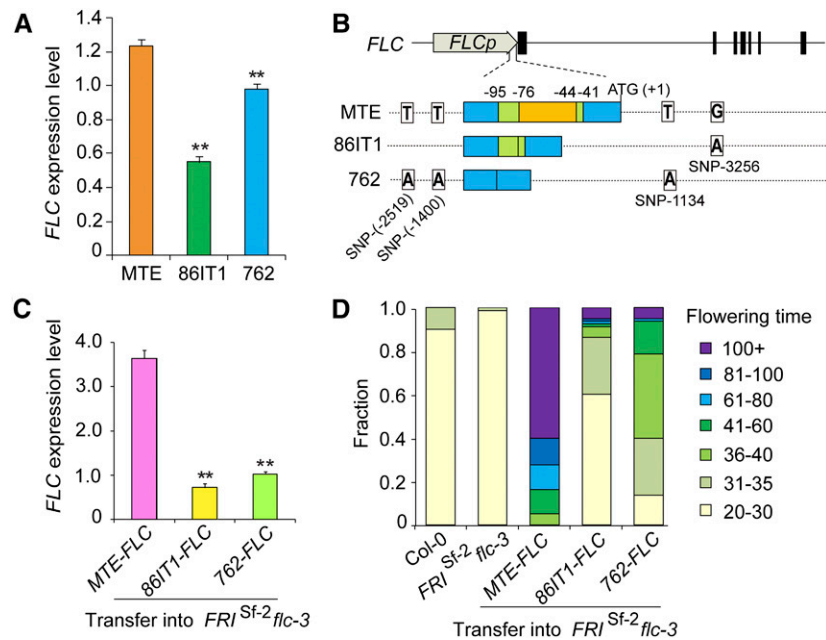 A
FLC expression level
1.4
1.2
1.0
0.8
0.6
0.4
0.2
0
**
**
MTE 86IT1 762
B
FLC
FLCp
-95 -76 -44 -41 ATG (+1)
MTE T T T G
86IT1 A
SNP-3256
762 A A A
SNP-(-2519)
SNP-(-1400)
SNP-1134
C
FLC expression level
4.0
3.0
2.0
1.0
0
**
**
MTE-FLC
86IT1-FLC
762-FLC
Transfer into FRI Sf-2 flc-3
D
Fraction
1.0
0.8
0.6
0.4
0.2
0
Col-0
FRI Sf-2 flc-3
MTE-FLC
86IT1-FLC
762-FLC
Transfer into FRI Sf-2 flc-3
Flowering time
100+
81-100
61-80
41-60
36-40
31-35
20-30